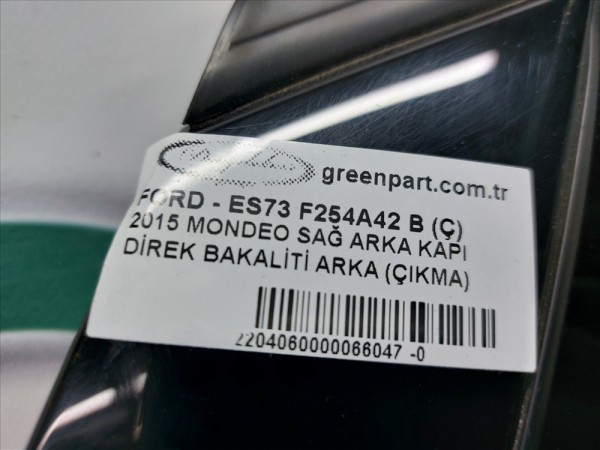 greenpart.com.tr
FORD - ES73 F254A42 B (Ç)
2015 MONDEO SAĞ ARKA KAPI
DİREK BAKALİTİ ARKA (ÇIKMA)
2204060000066047 -0